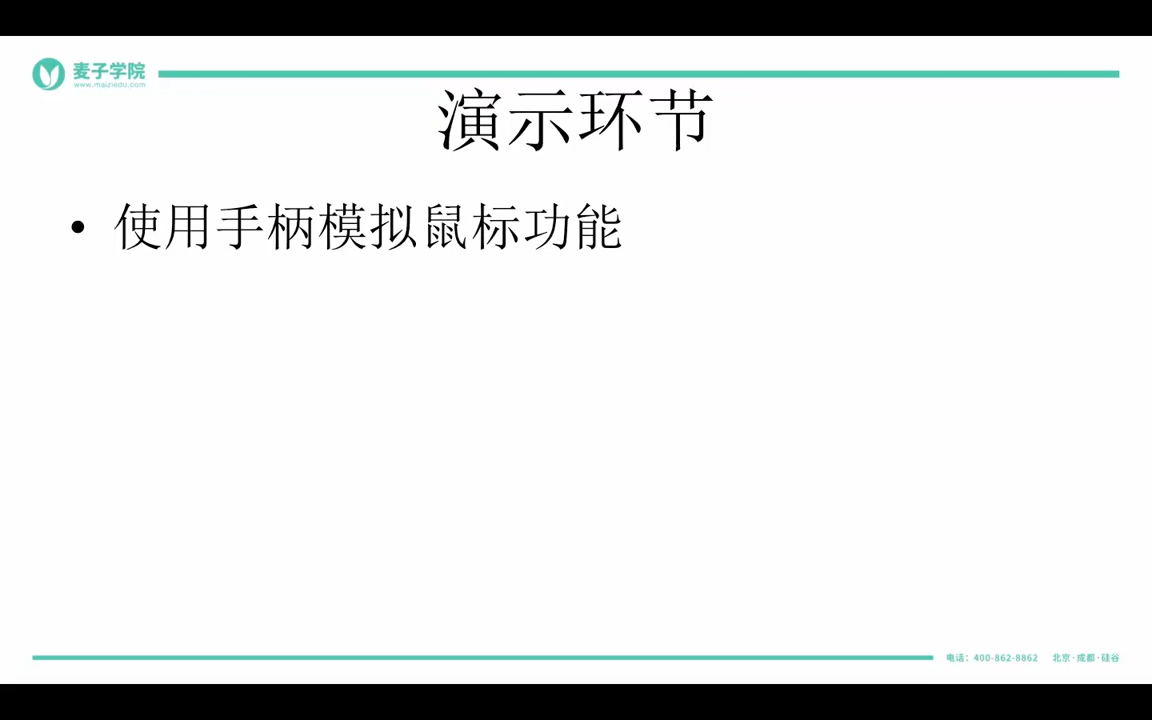 麦子学院
www.maiziedu.com
演示环节
• 使用手柄模拟鼠标功能
电话：400-862-8862 北京·成都·硅谷